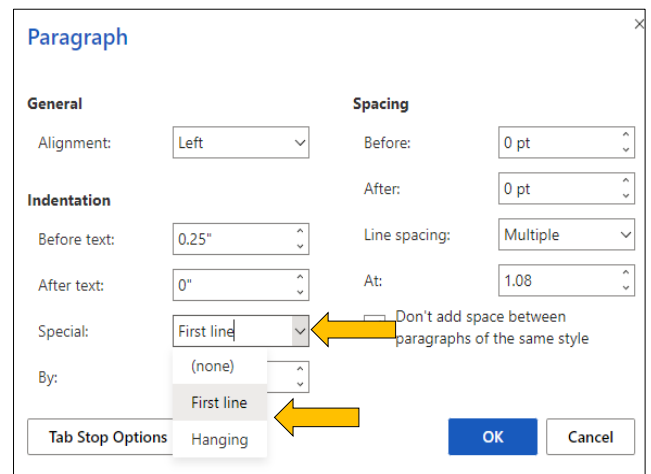 Paragraph
General
Alignment: Left
Indentation
Before text: 0.25"
After text: 0"
Special: First line
(none)
First line
Hanging
By:
Spacing
Before: 0 pt
After: 0 pt
Line spacing: Multiple
At: 1.08
Don't add space between
paragraphs of the same style
Tab Stop Options
OK
Cancel